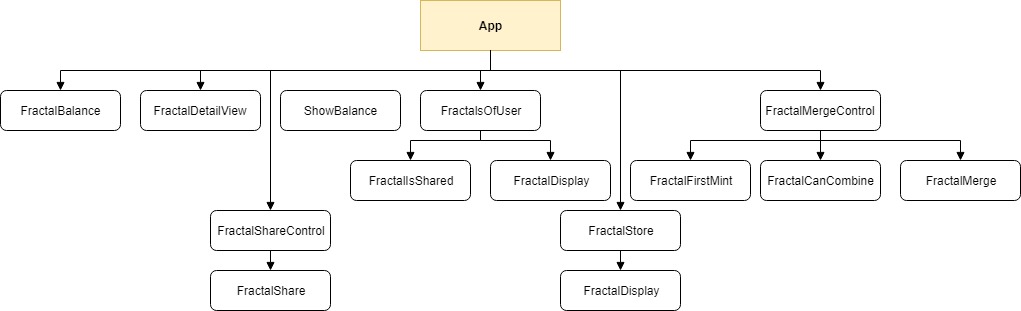 App
FractalBalance
FractalDetailView
ShowBalance
FractalsOfUser
FractalMergeControl
FractalIsShared
FractalDisplay
FractalFirstMint
FractalCanCombine
FractalMerge
FractalShareControl
FractalStore
FractalShare
FractalDisplay